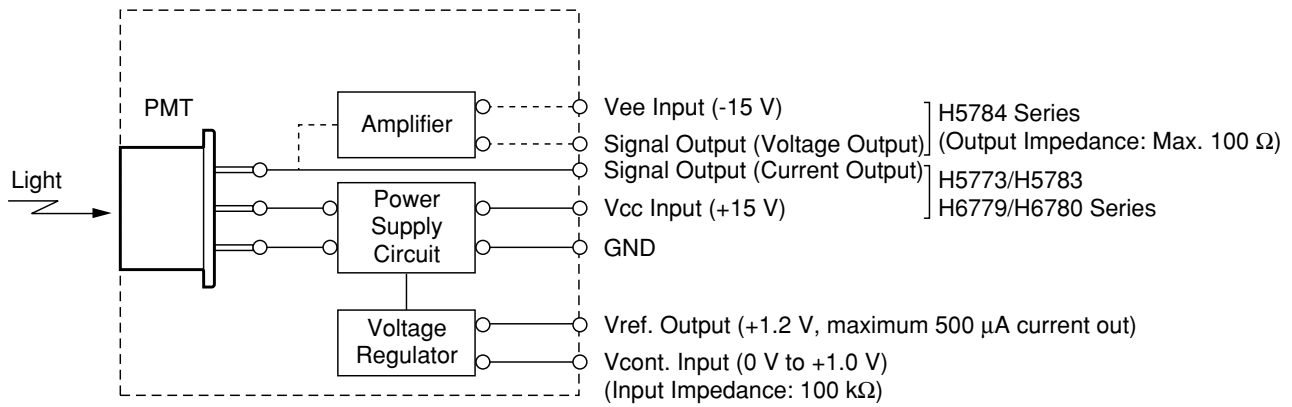 PMT
Light
Amplifier
Power
Supply
Circuit
Voltage
Regulator
Vee Input (-15 V)
Signal Output (Voltage Output)
Signal Output (Current Output)
Vcc Input (+15 V)
GND
Vref. Output (+1.2 V, maximum 500 μA current out)
Vcont. Input (0 V to +1.0 V)
(Input Impedance: 100 kΩ)
H5784 Series
(Output Impedance: Max. 100 Ω)
H5773/H5783
H6779/H6780 Series